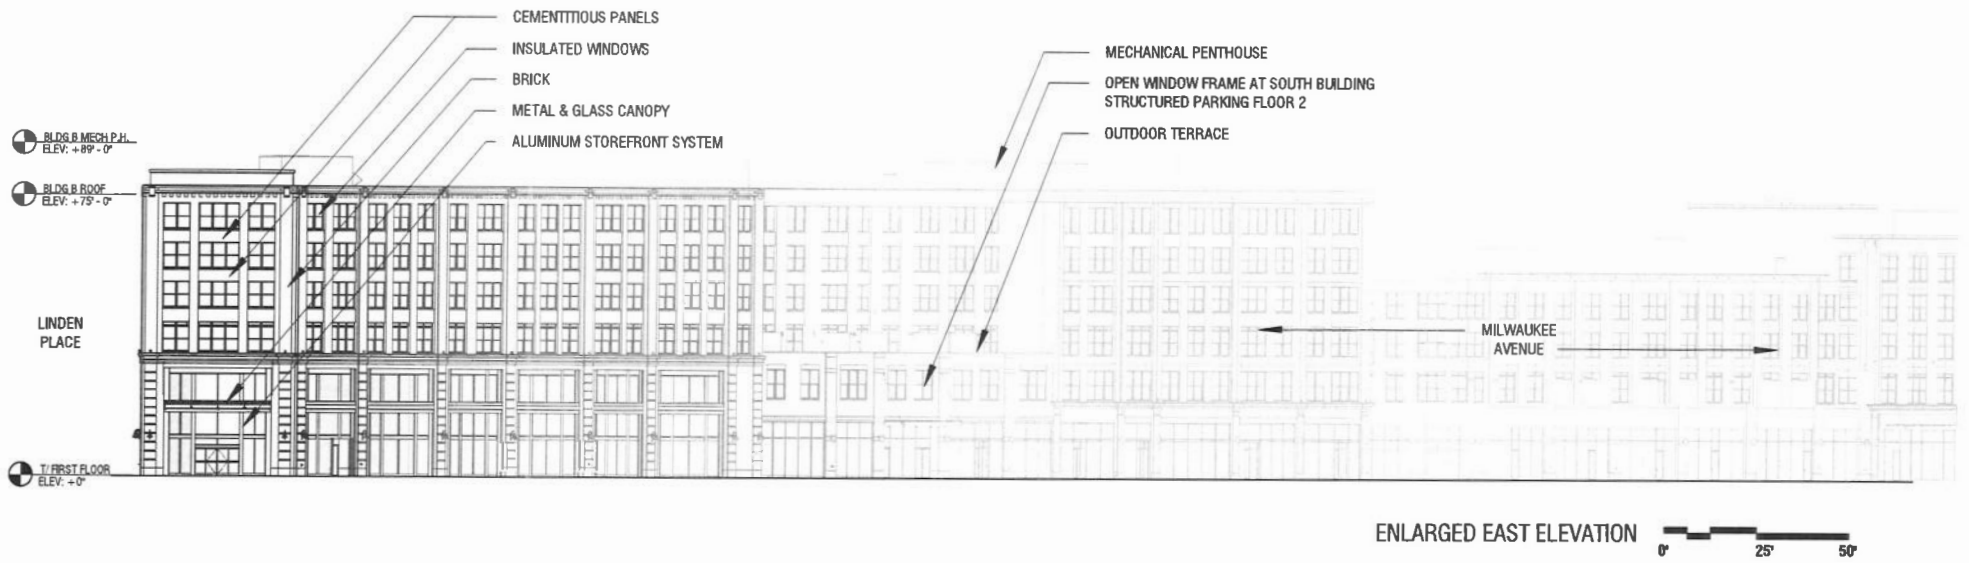 CEMENTITIOUS PANELS
INSULATED WINDOWS
BRICK
METAL & GLASS CANOPY
ALUMINUM STOREFRONT SYSTEM
MECHANICAL PENTHOUSE
OPEN WINDOW FRAME AT SOUTH BUILDING
STRUCTURED PARKING FLOOR 2
OUTDOOR TERRACE
BLDG B MECH P.H.
ELEV: +89' - 0"
BLDG B ROOF
ELEV: +75' - 0"
LINDEN
PLACE
MILWAUKEE
AVENUE
T/ FIRST FLOOR
ELEV: +0"
ENLARGED EAST ELEVATION
0' 25' 50'